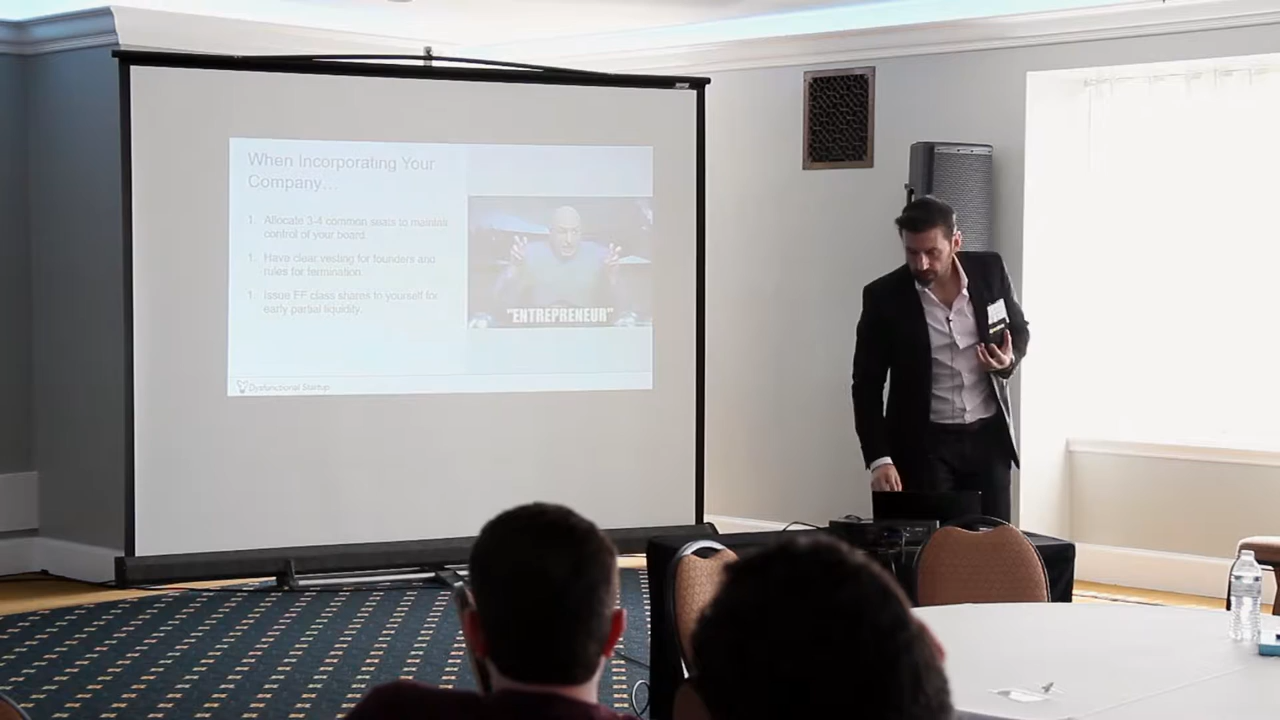 When Incorporating Your
Company…
1. Allocate 3-4 common seats to maintain
control of your board.
1. Have clear vesting for founders and
rules for termination.
1. Issue FF class shares to yourself for
early partial liquidity.
"ENTREPRENEUR"
Dysfunctional Startup